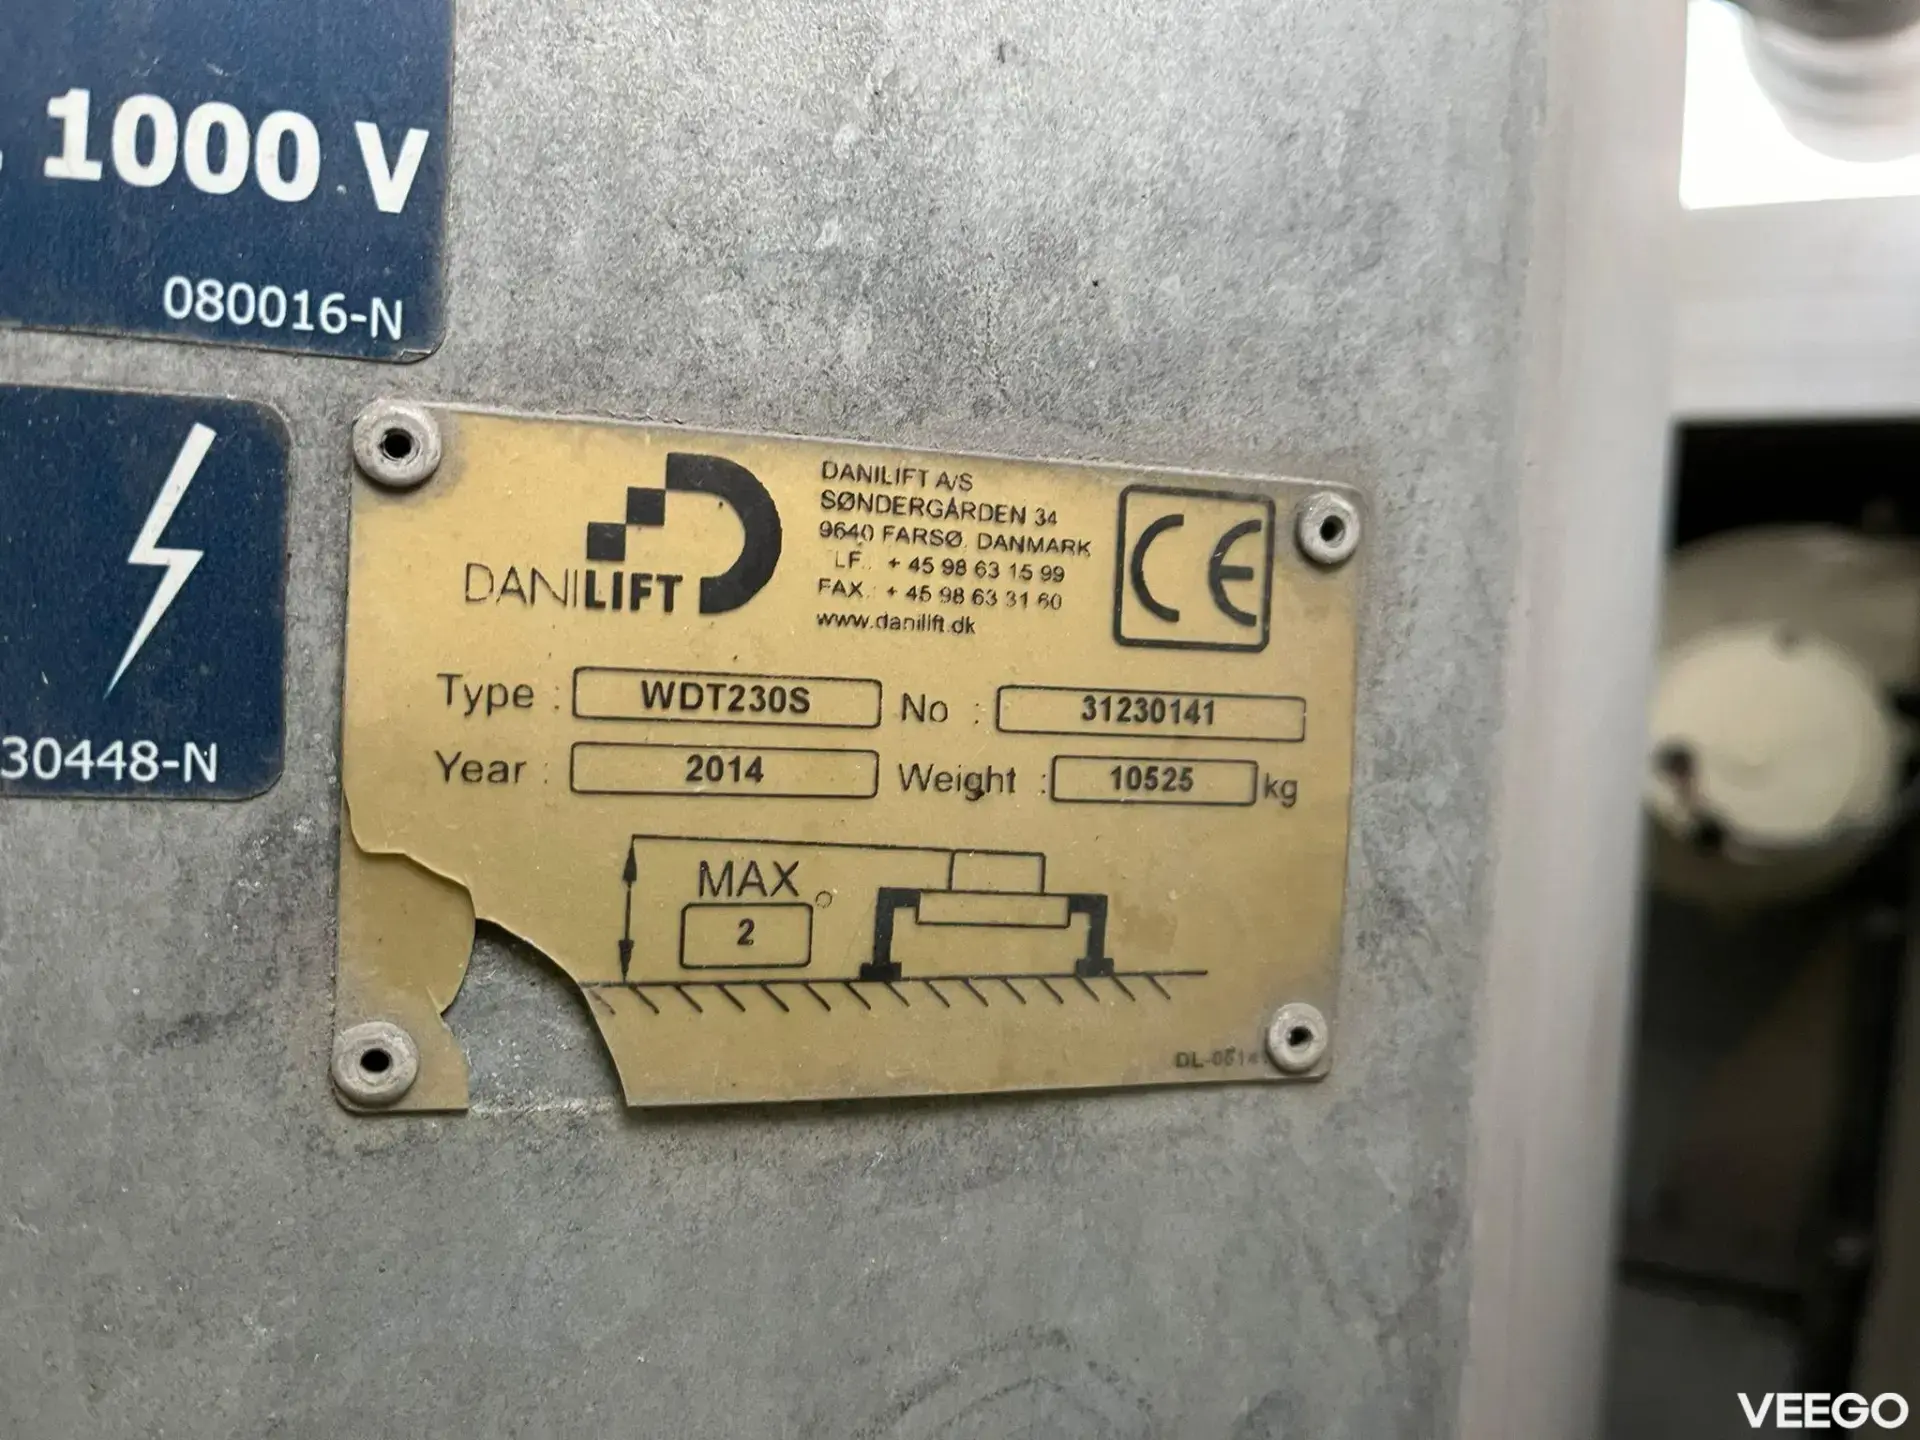 1000 V
080016-N
30448-N
DANILIFT
DANILIFT A/S
SØNDERGÅRDEN 34
9640 FARSØ, DANMARK
LF. : + 45 98 63 15 99
FAX. : + 45 98 63 31 60
www.danilift.dk
CE
Type : WDT230S No : 31230141
Year : 2014 Weight : 10525 kg
MAX
2 °
VEEGO